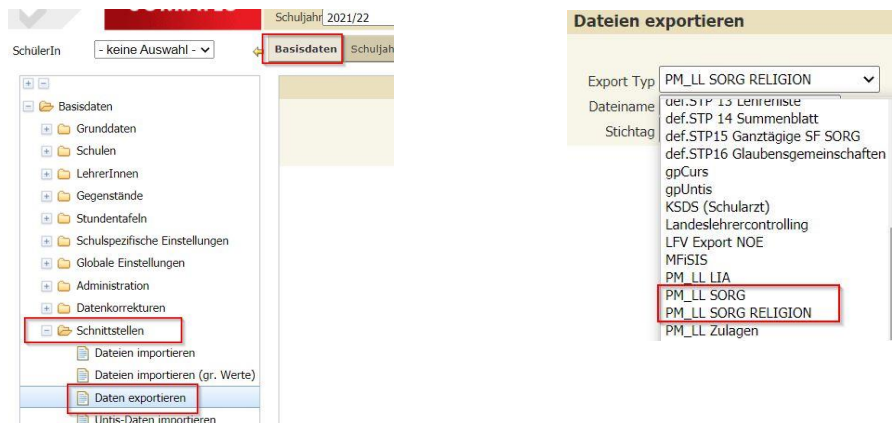 Schuljahr 2021/22
SchülerIn - keine Auswahl -
Basisdaten Schuljah
Basisdaten
Grunddaten
Schulen
LehrerInnen
Gegenstände
Stundentafeln
Schulspezifische Einstellungen
Globale Einstellungen
Administration
Datenkorrekturen
Schnittstellen
Dateien importieren
Dateien importieren (gr. Werte)
Daten exportieren
Untis-Daten importieren
Dateien exportieren
Export Typ PM_LL SORG RELIGION
Dateiname
Stichtag
def.STP 13 Lehrerliste
def.STP 14 Summenblatt
def.STP15 Ganztägige SF SORG
def.STP16 Glaubensgemeinschaften
gpCurs
gpUntis
KSDS (Schularzt)
Landeslehrercontrolling
LFV Export NOE
MFiSIS
PM_LL LIA
PM_LL SORG
PM_LL SORG RELIGION
PM_LL Zulagen